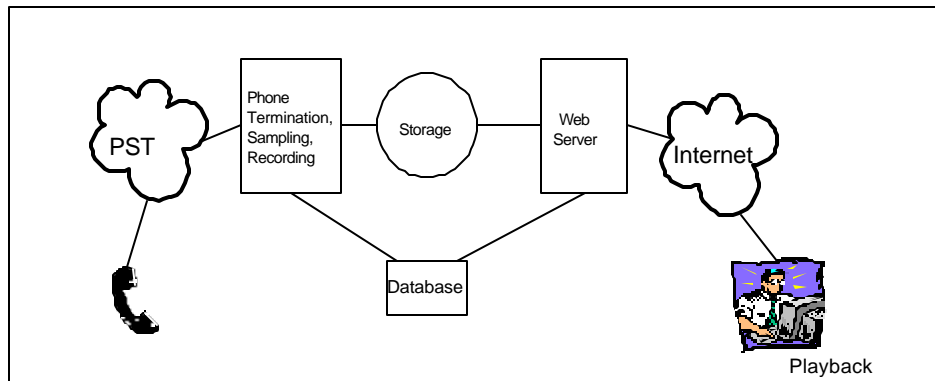 PST
Phone
Termination,
Sampling,
Recording
Storage
Web
Server
Internet
Database
Playback